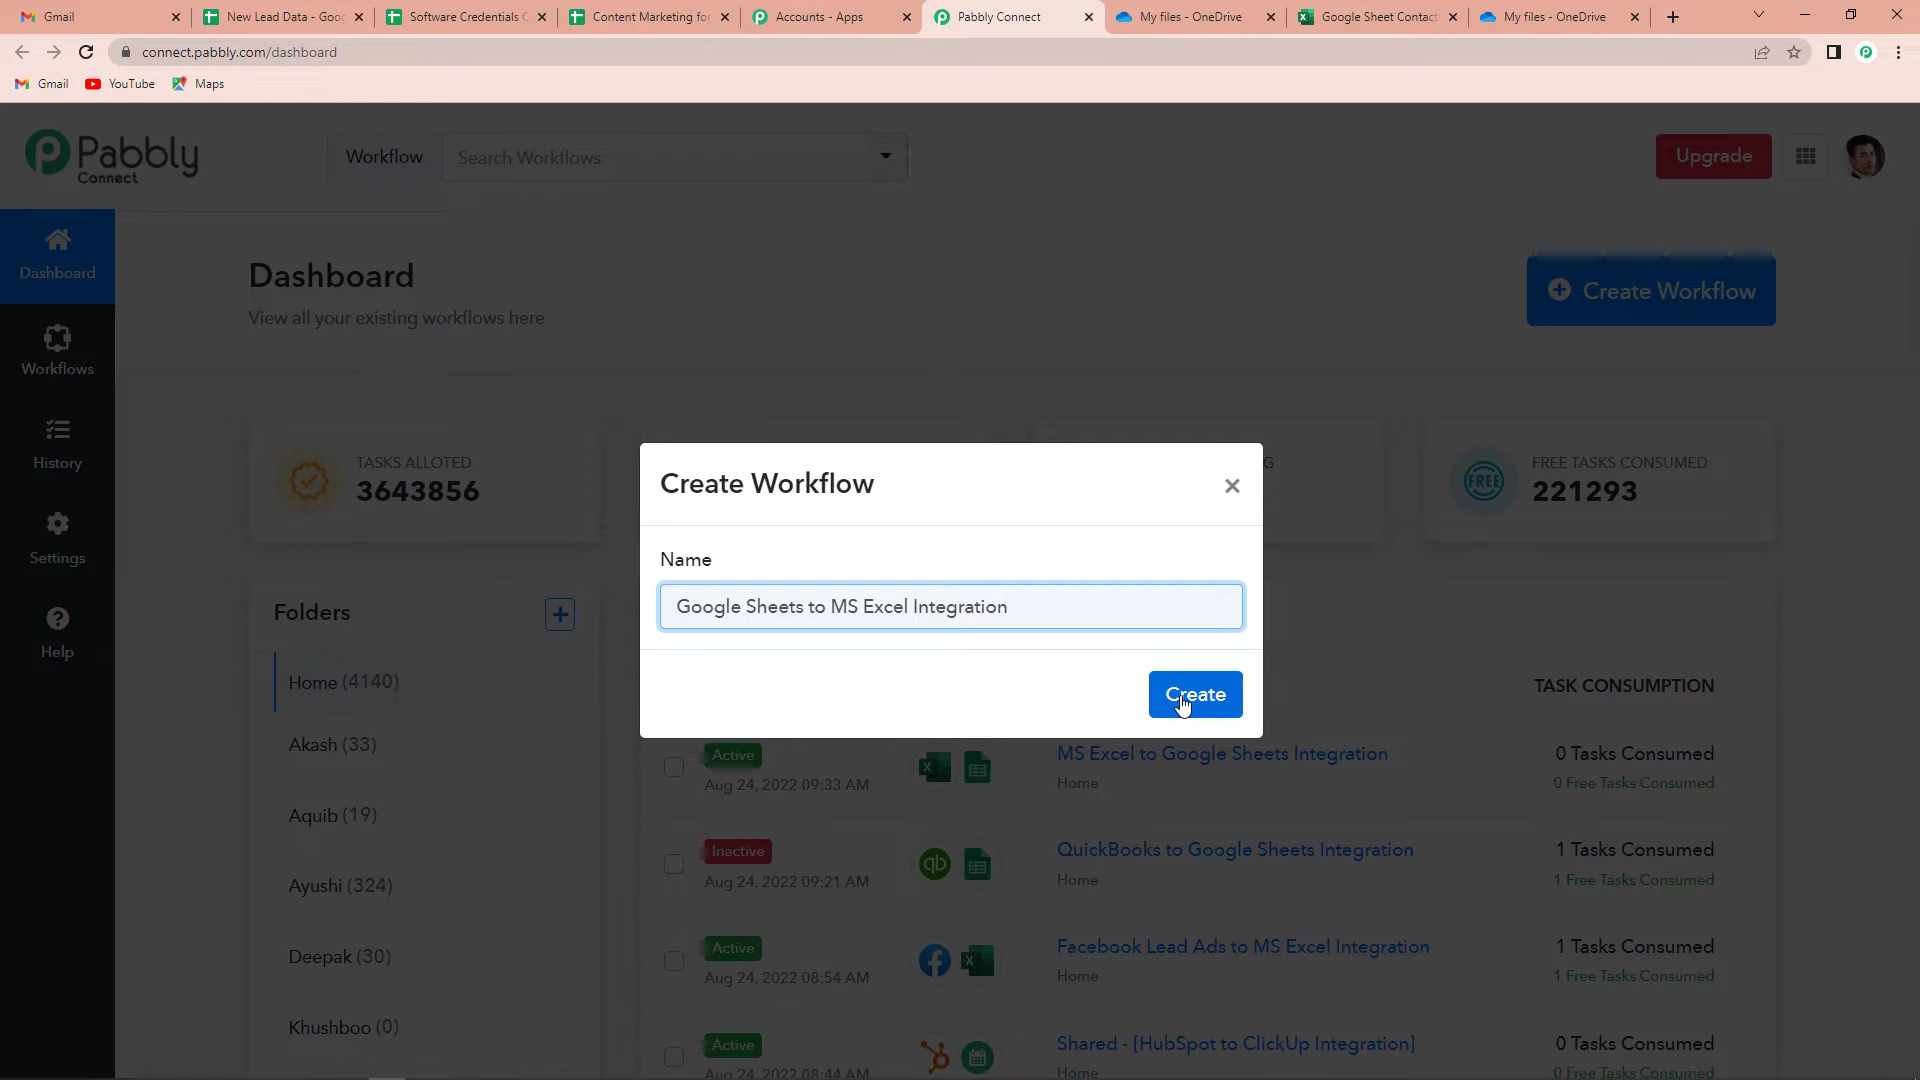 Gmail
New Lead Data - Goog
Software Credentials C
Content Marketing for
Accounts - Apps
Pabbly Connect
My files - OneDrive
Google Sheet Contact
My files - OneDrive
connect.pabbly.com/dashboard
Gmail
YouTube
Maps
Pabbly
Connect
Workflow
Search Workflows
Upgrade
Dashboard
Workflows
History
Settings
Help
Dashboard
View all your existing workflows here
Create Workflow
TASKS ALLOTED
3643856
G
FREE TASKS CONSUMED
FREE
221293
Create Workflow
Name
Google Sheets to MS Excel Integration
Create
Folders
Home (4140)
Akash (33)
Aquib (19)
Ayushi (324)
Deepak (30)
Khushboo (0)
TASK CONSUMPTION
Active
Aug 24, 2022 09:33 AM
MS Excel to Google Sheets Integration
Home
0 Tasks Consumed
0 Free Tasks Consumed
Inactive
Aug 24, 2022 09:21 AM
qb
QuickBooks to Google Sheets Integration
Home
1 Tasks Consumed
1 Free Tasks Consumed
Active
Aug 24, 2022 08:54 AM
Facebook Lead Ads to MS Excel Integration
Home
1 Tasks Consumed
1 Free Tasks Consumed
Active
Aug 24, 2022 08:44 AM
Shared - [HubSpot to ClickUp Integration]
Home
0 Tasks Consumed
0 Free Tasks Consumed